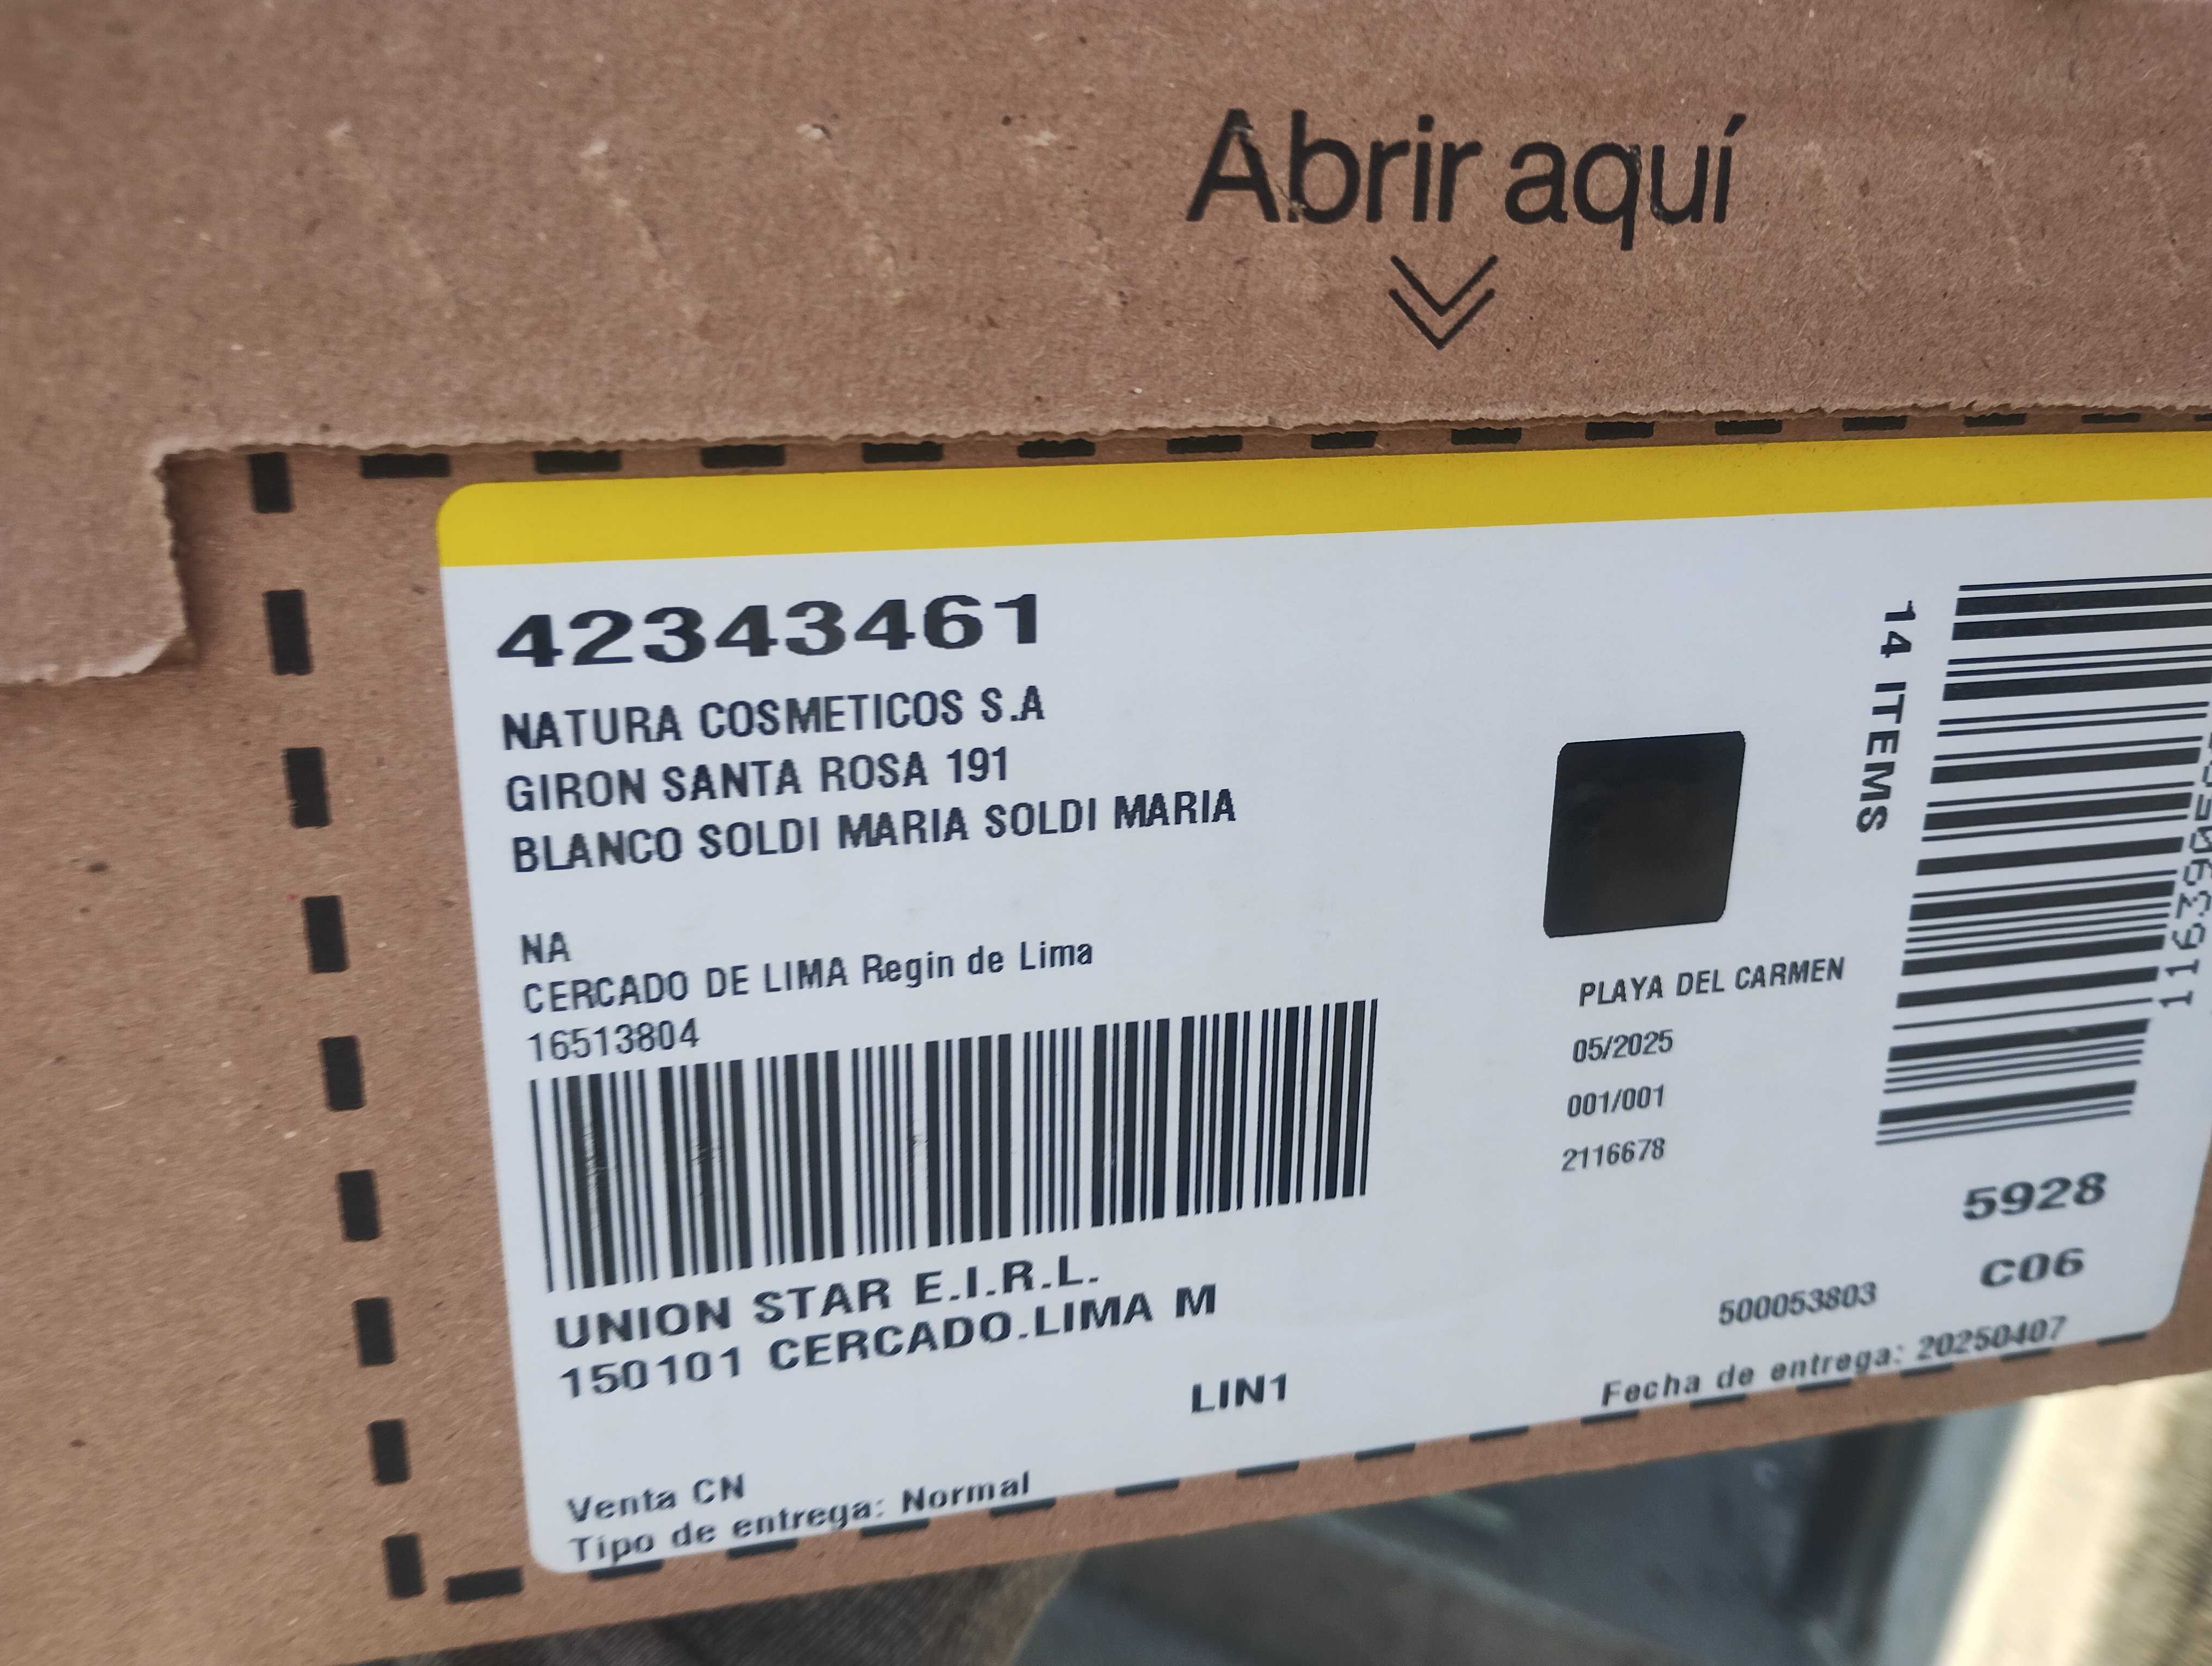 Abrir aquí
42343461
NATURA COSMETICOS S.A
GIRON SANTA ROSA 191
BLANCO SOLDI MARIA SOLDI MARIA
NA
CERCADO DE LIMA Regin de Lima
16513804
UNION STAR E.I.R.L.
150101 CERCADO.LIMA M
LIN1
Venta CN
Tipo de entrega: Normal
PLAYA DEL CARMEN
05/2025
001/001
2116678
14 ITEMS
5928
C06
500053803
Fecha de entrega: 20250407